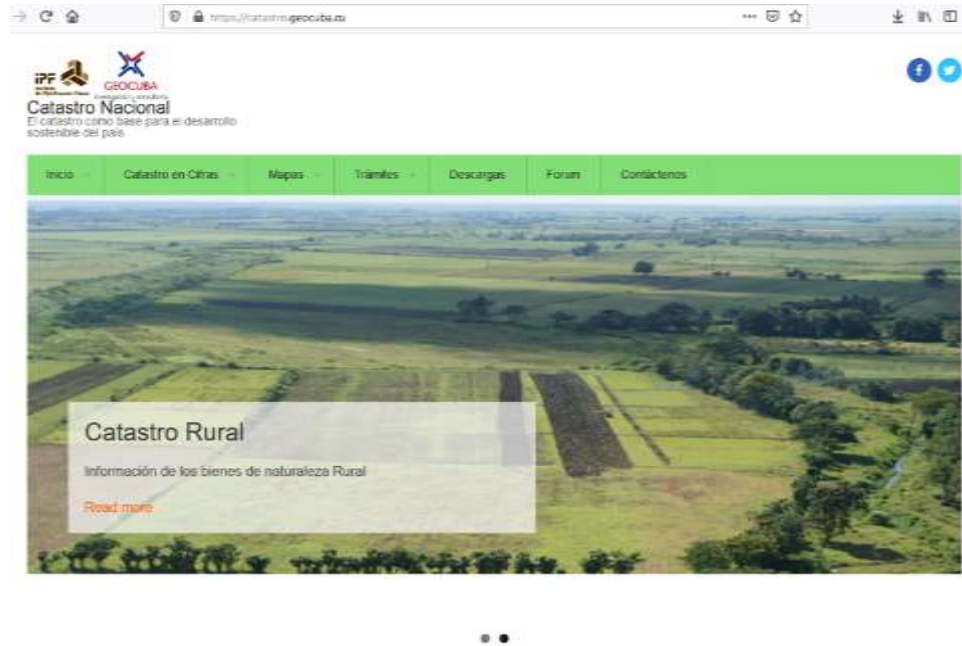 https://catastro.geocuba.cu
iPF
GEOCUBA
Catastro Nacional
El catastro como base para el desarrollo
sostenible del país
Inicio
Catastro en Cifras
Mapas
Trámites
Descargas
Forum
Contáctenos
Catastro Rural
Información de los bienes de naturaleza Rural
Read more